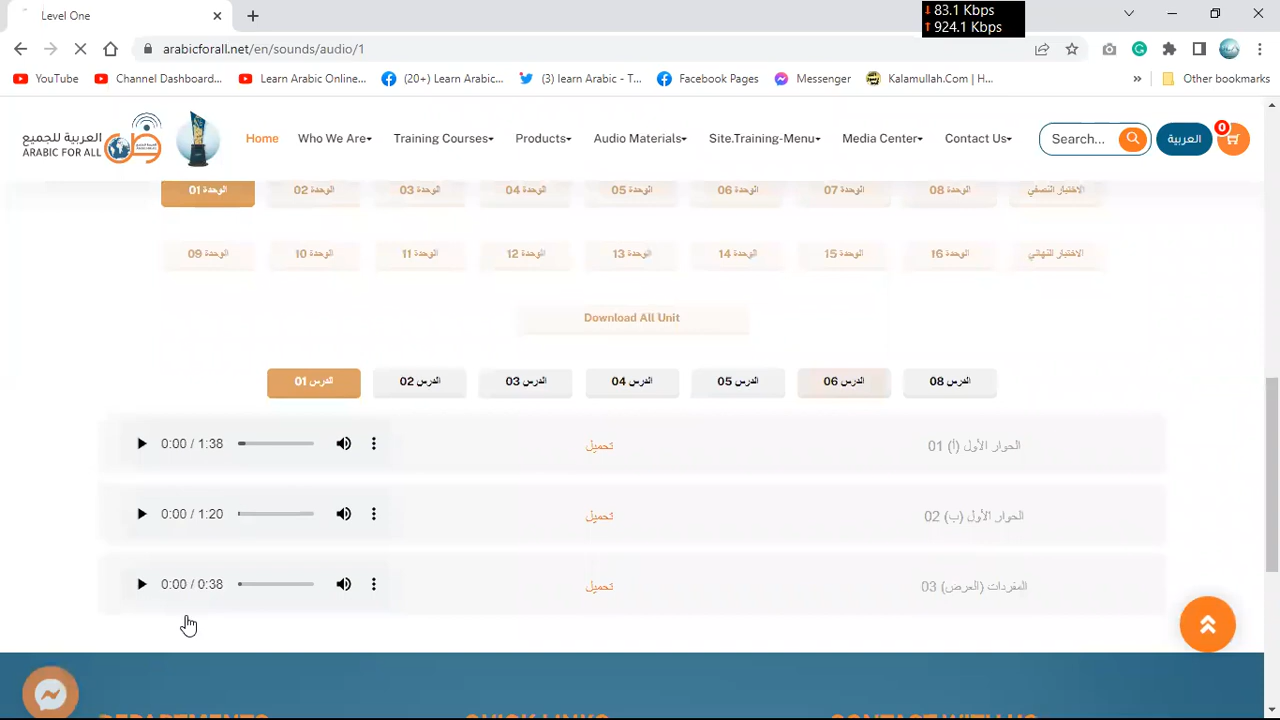 Level One
83.1 Kbps
924.1 Kbps
arabicforall.net/en/sounds/audio/1
YouTube
Channel Dashboard...
Learn Arabic Online...
(20+) Learn Arabic...
(3) learn Arabic - T...
Facebook Pages
Messenger
Kalamullah.Com | H...
Other bookmarks
العربية للجميع
ARABIC FOR ALL
Home
Who We Are
Training Courses
Products
Audio Materials
Site.Training-Menu
Media Center
Contact Us
Search...
العربية
0
الوحدة 01
الوحدة 02
الوحدة 03
الوحدة 04
الوحدة 05
الوحدة 06
الوحدة 07
الوحدة 08
الاختبار النصفي
الوحدة 09
الوحدة 10
الوحدة 11
الوحدة 12
الوحدة 13
الوحدة 14
الوحدة 15
الوحدة 16
الاختبار للنهائي
Download All Unit
الدرس 01
الدرس 02
الدرس 03
الدرس 04
الدرس 05
الدرس 06
الدرس 08
0:00 / 1:38
تحميل
الحوار الأول (أ) 01
0:00 / 1:20
تحميل
الحوار الأول (ب) 02
0:00 / 0:38
تحميل
المفردات (العرض) 03
DEPARTMENTS
QUICK LINKS
CONTACT WITH US